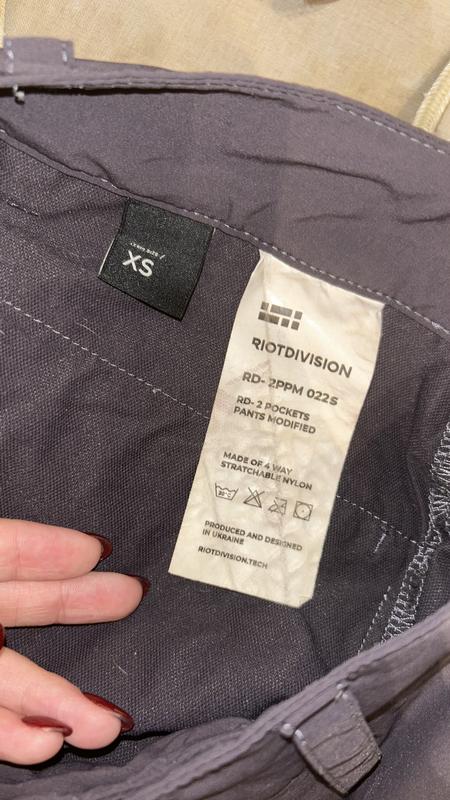 XS
RIOTDIVISION
RD- 2PPM 022S
RD- 2 POCKETS
PANTS MODIFIED
MADE OF 4 WAY
STRATCHABLE NYLON
30°C
PRODUCED AND DESIGNED
IN UKRAINE
RIOTDIVISION.TECH